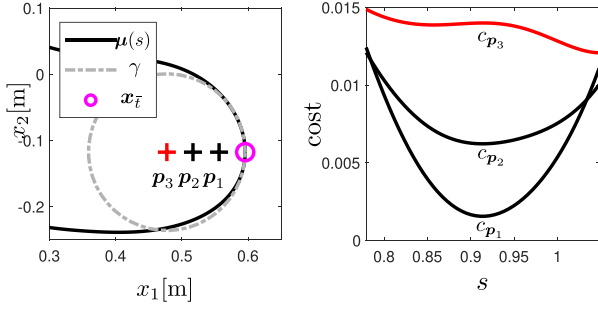 0.1
0
-0.1
-0.2
x₂[m]
μ(s)
γ
x_t̄
p₃ p₂ p₁
0.3 0.4 0.5 0.6
x₁[m]
0.015
0.01
0.005
0
cost
c_p₃
c_p₂
c_p₁
0.8 0.85 0.9 0.95 1
s